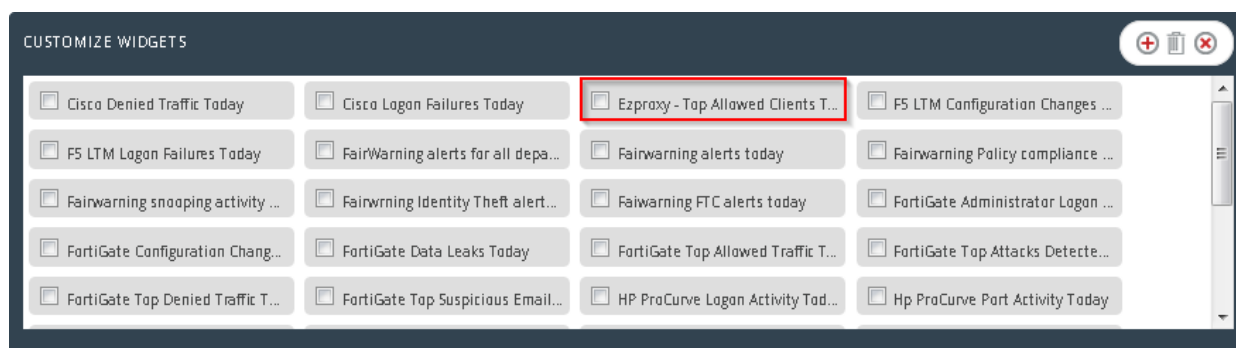 CUSTOMIZE WIDGETS
Cisco Denied Traffic Today
Cisco Logon Failures Today
Ezproxy - Top Allowed Clients T...
F5 LTM Configuration Changes ...
F5 LTM Logon Failures Today
FairWarning alerts for all depa...
Fairwarning alerts today
Fairwarning Policy compliance ...
Fairwarning snooping activity ...
Fairwrning Identity Theft alert...
Faiwarning FTC alerts today
FortiGate Administrator Logon ...
FortiGate Configuration Chang...
FortiGate Data Leaks Today
FortiGate Top Allowed Traffic T...
FortiGate Top Attacks Detecte...
FortiGate Top Denied Traffic T...
FortiGate Top Suspicious Email...
HP ProCurve Logon Activity Tod...
Hp ProCurve Port Activity Today